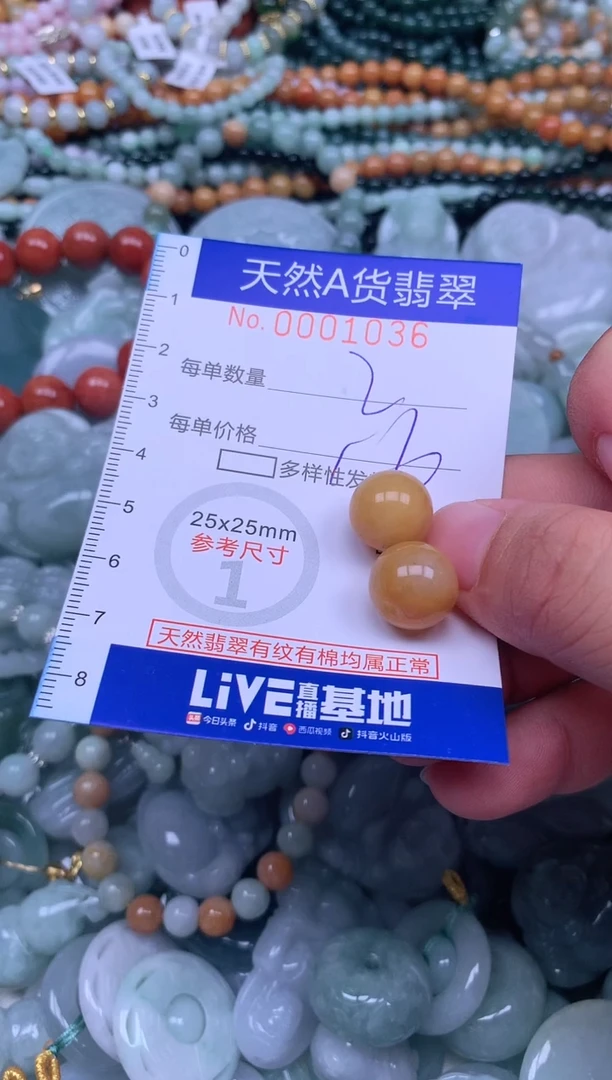 天然A货翡翠
No. 0001036
每单数量
每单价格
多样性发
25x25mm
参考尺寸
1
天然翡翠有纹有棉均属正常
LiVE直播基地
今日头条 抖音 西瓜视频 抖音火山版
0
1
2
3
4
5
6
7
8